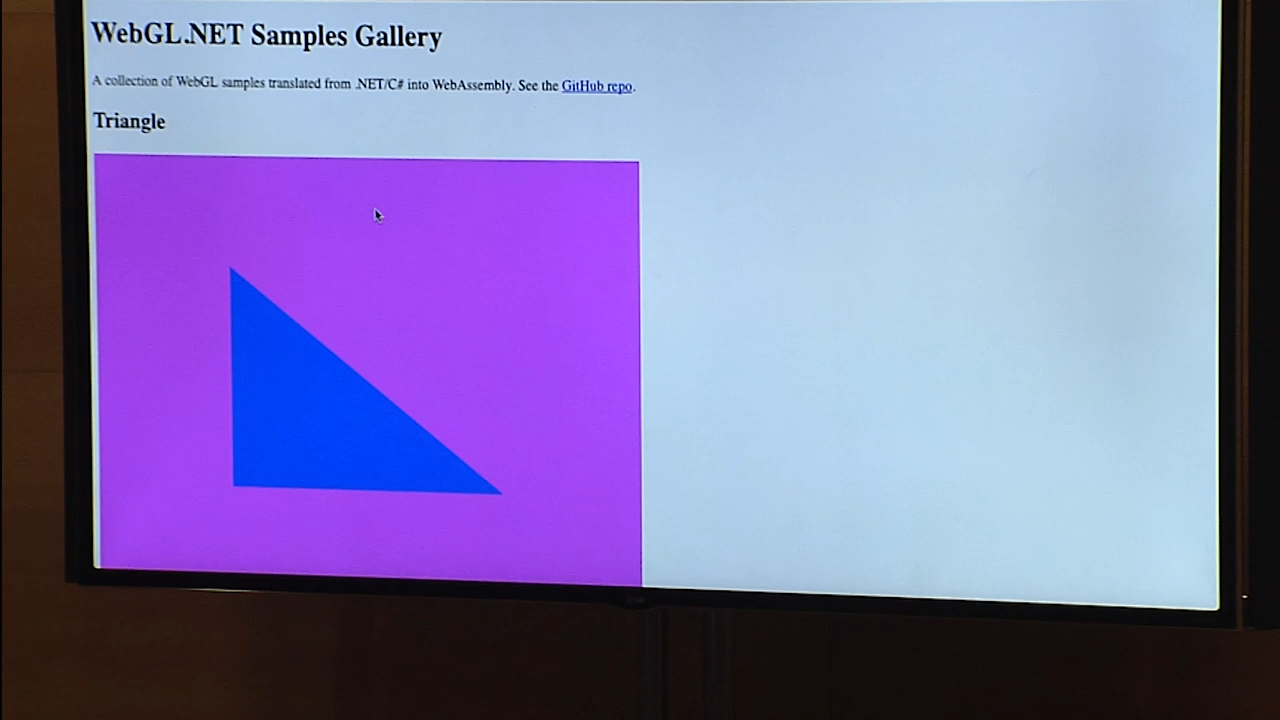 WebGL.NET Samples Gallery
A collection of WebGL samples translated from .NET/C# into WebAssembly. See the GitHub repo.
Triangle